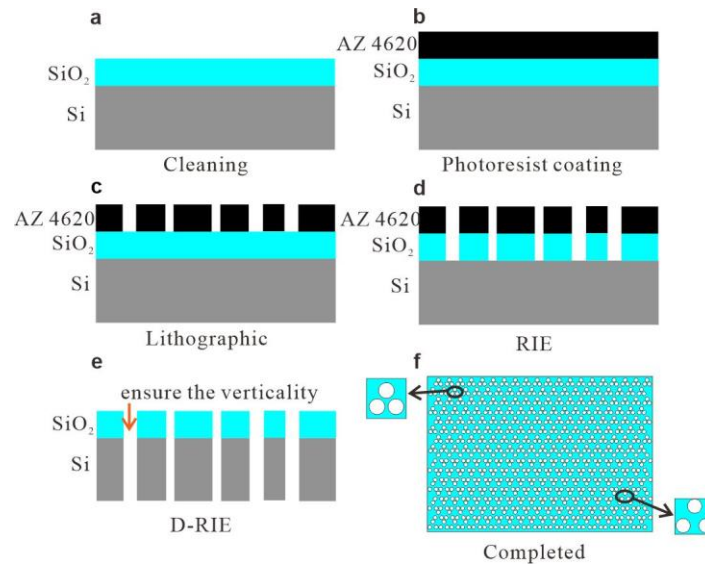 a
SiO₂
Si
Cleaning
b
AZ 4620
SiO₂
Si
Photoresist coating
c
AZ 4620
SiO₂
Si
Lithographic
d
AZ 4620
SiO₂
Si
RIE
e
ensure the verticality
SiO₂
Si
D-RIE
f
Completed